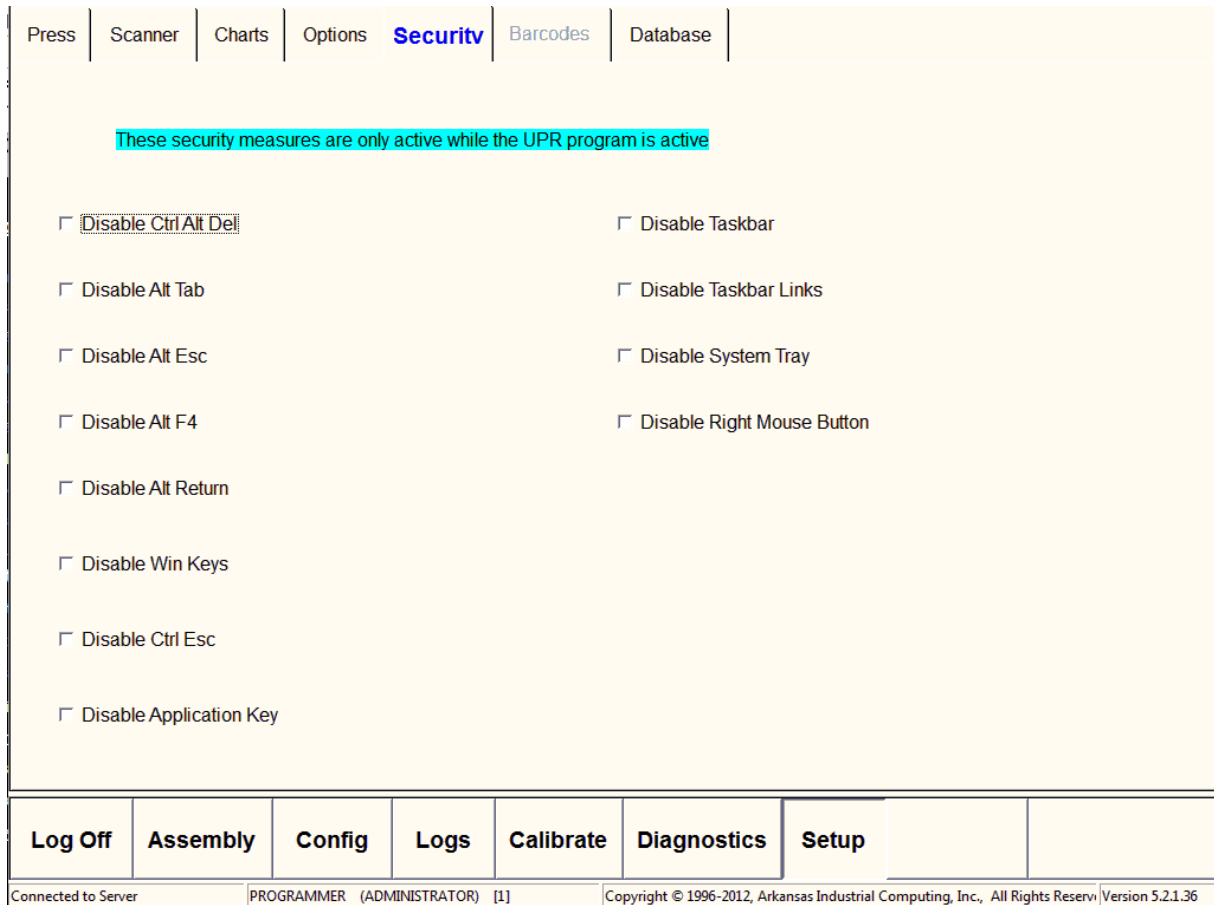 Press Scanner Charts Options Security Barcodes Database
These security measures are only active while the UPR program is active
Disable Ctrl Alt Del
Disable Alt Tab
Disable Alt Esc
Disable Alt F4
Disable Alt Return
Disable Win Keys
Disable Ctrl Esc
Disable Application Key
Disable Taskbar
Disable Taskbar Links
Disable System Tray
Disable Right Mouse Button
Log Off Assembly Config Logs Calibrate Diagnostics Setup
Connected to Server PROGRAMMER (ADMINISTRATOR) [1] Copyright © 1996-2012, Arkansas Industrial Computing, Inc., All Rights Reserv Version 5.2.1.36